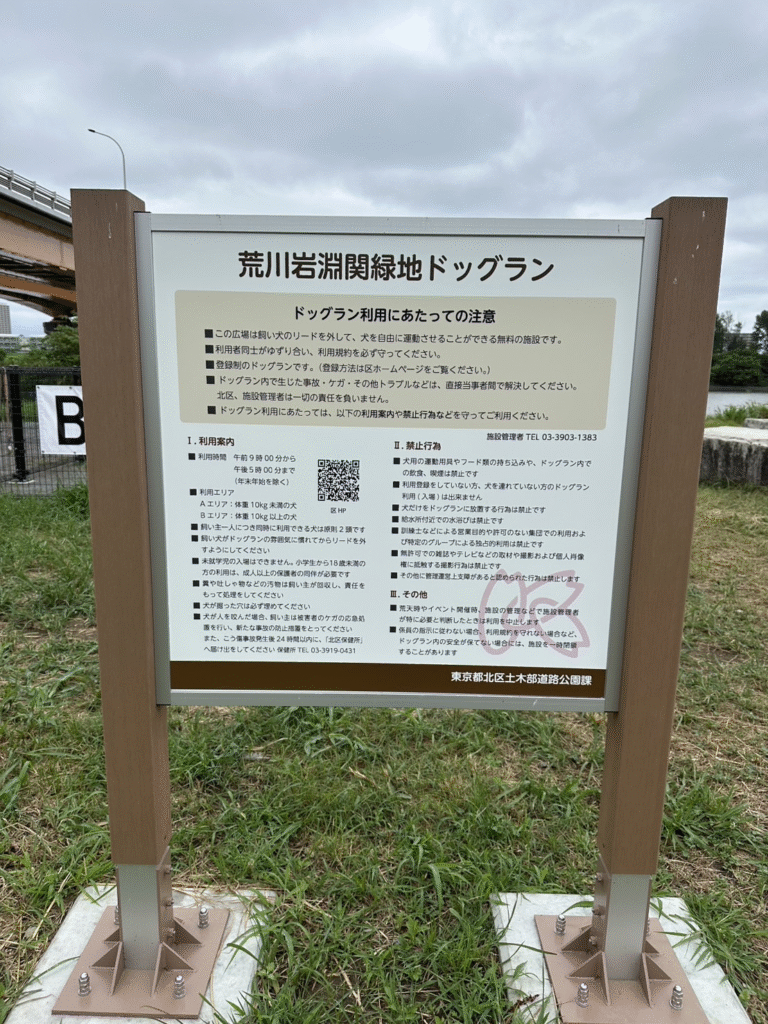 荒川岩淵関緑地ドッグラン
ドッグラン利用にあたっての注意
■この広場は飼い犬のリードを外して、犬を自由に運動させることができる無料の施設です。
■利用者同士がゆずり合い、利用規約を必ず守ってください。
■登録制のドッグランです。(登録方法は区ホームページをご覧ください。)
■ドッグラン内で生じた事故・ケガ・その他トラブルなどは、直接当事者間で解決してください。
北区、施設管理者は一切の責任を負いません。
■ドッグラン利用にあたっては、以下の利用案内や禁止行為などを守ってご利用ください。
施設管理者 TEL 03-3903-1383
Ⅰ. 利用案内
■利用時間 午前9時00分から
午後5時00分まで
(年末年始を除く)
区HP
■利用エリア
Aエリア:体重10kg未満の犬
Bエリア:体重10kg以上の犬
■飼い主一人につき同時に利用できる犬は原則2頭です
■飼い犬がドッグランの雰囲気に慣れてからリードを外
すようにしてください
■未就学児の入場はできません。小学生から18歳未満の
方の利用は、成人以上の保護者の同伴が必要です
■糞や吐しゃ物などの汚物は飼い主が回収し、責任を
もって処理をしてください
■犬が掘った穴は必ず埋めてください
■犬が人を咬んだ場合、飼い主は被害者のケガの応急処
置を行い、新たな事故の防止措置をとってください
また、こう傷事故発生後24時間以内に、「北区保健所」
へ届け出をしてください 保健所 TEL 03-3919-0431
Ⅱ. 禁止行為
■犬用の運動用具やフード類の持ち込みや、ドッグラン内で
の飲食、喫煙は禁止です
■利用登録をしていない方、犬を連れていない方のドッグラン
利用(入場)は出来ません
■犬だけをドッグランに放置する行為は禁止です
■給水所付近での水浴びは禁止です
■訓練士などによる営業目的や許可のない集団での利用およ
び特定のグループによる独占的利用は禁止です
■無許可での雑誌やテレビなどの取材や撮影および個人肖像
権に抵触する撮影行為は禁止です
■その他に管理運営上支障があると認められた行為は禁止します
Ⅲ. その他
■荒天時やイベント開催時、施設の管理などで施設管理者
が特に必要と判断したときは利用を中止します
■係員の指示に従わない場合、利用規約を守れない場合など、
ドッグラン内の安全が保てない場合には、施設を一時閉鎖
することがあります
東京都北区土木部道路公園課
B